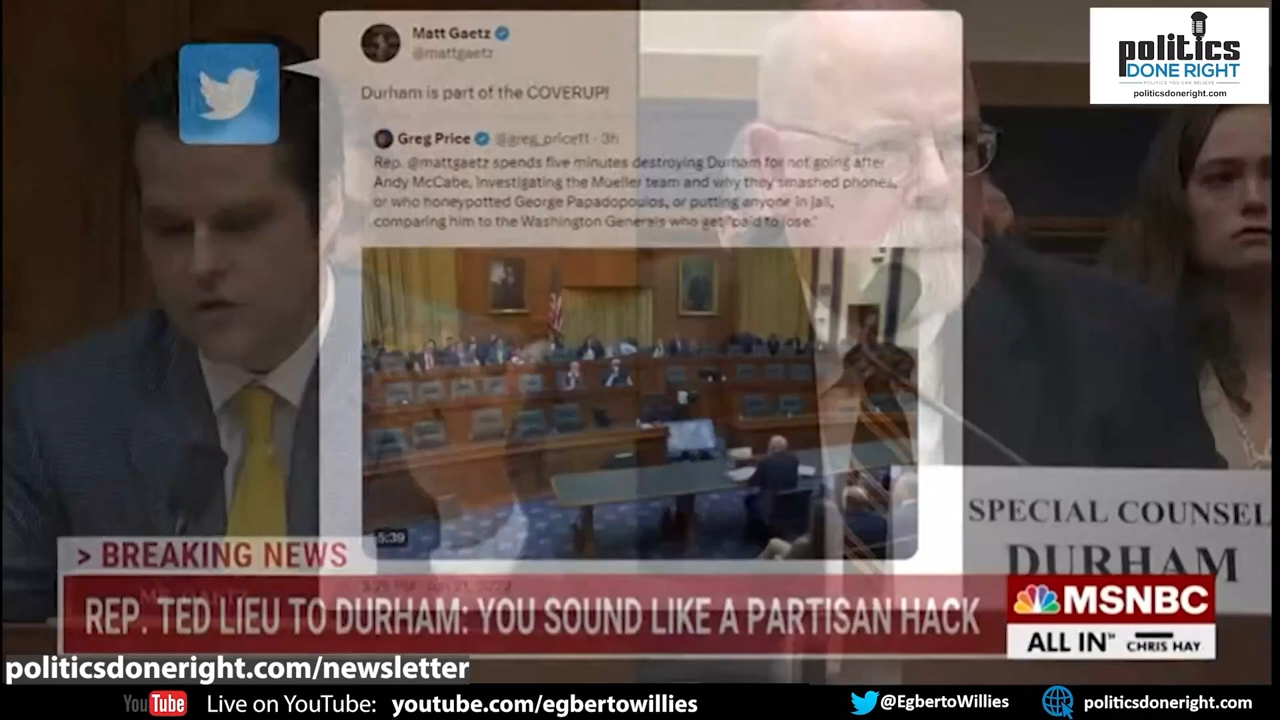 Matt Gaetz
@mattgaetz
Durham is part of the COVERUP!
Greg Price @greg_price11 · 3h
Rep. @mattgaetz spends five minutes destroying Durham for not going after
Andy McCabe, investigating the Mueller team and why they smashed phones,
or who honeypotted George Papadopoulos, or putting anyone in jail,
comparing him to the Washington Generals who get "paid to lose."
5:39
politics
DONE RIGHT
POLITICS YOU CAN BELIEVE
politicsdoneright.com
SPECIAL COUNSEL
DURHAM
> BREAKING NEWS
REP. TED LIEU TO DURHAM: YOU SOUND LIKE A PARTISAN HACK
MSNBC
ALL IN CHRIS HAY
politicsdoneright.com/newsletter
YouTube Live on YouTube: youtube.com/egbertowillies
@EgbertoWillies
politicsdoneright.com